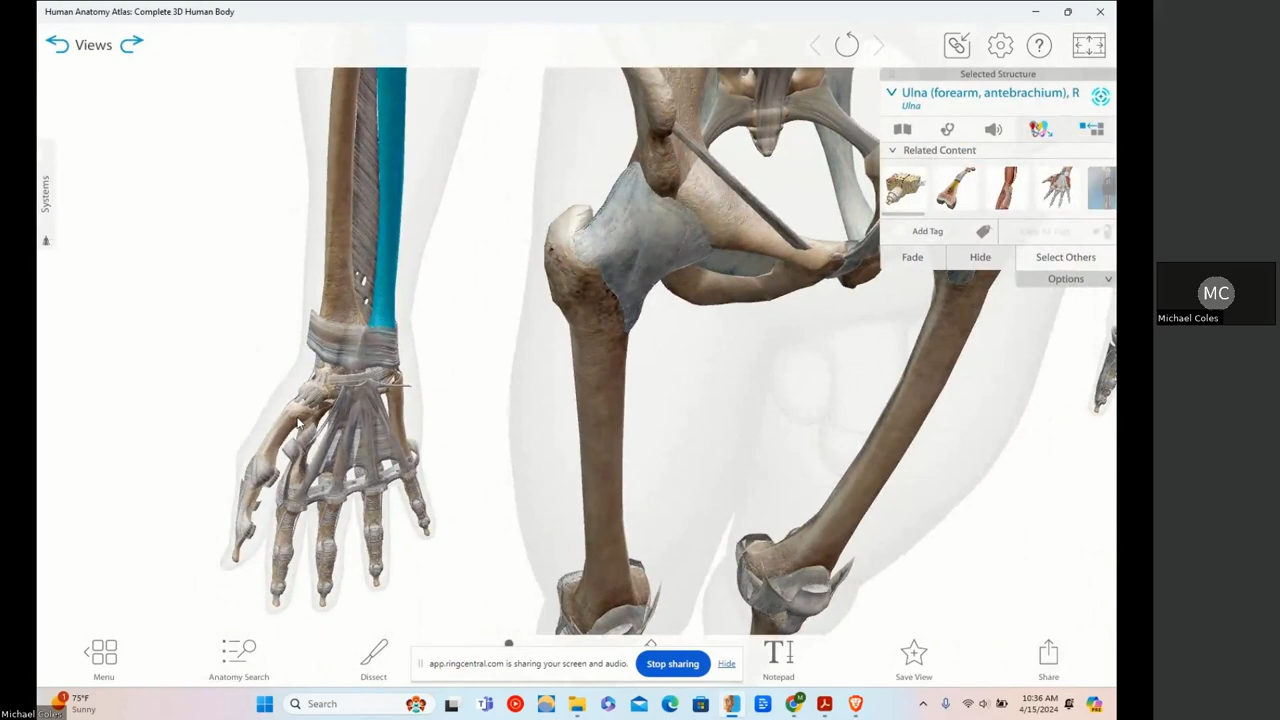 Human Anatomy Atlas: Complete 3D Human Body
Views
Selected Structure
Ulna (forearm, antebrachium), R
Ulna
Related Content
Add Tag
Fade
Hide
Select Others
Options
Systems
MC
Michael Coles
Menu
Anatomy Search
Dissect
app.ringcentral.com is sharing your screen and audio.
Stop sharing
Hide
Notepad
Save View
Share
1
75°F
Sunny
Search
10:36 AM
4/15/2024
Michael Coles